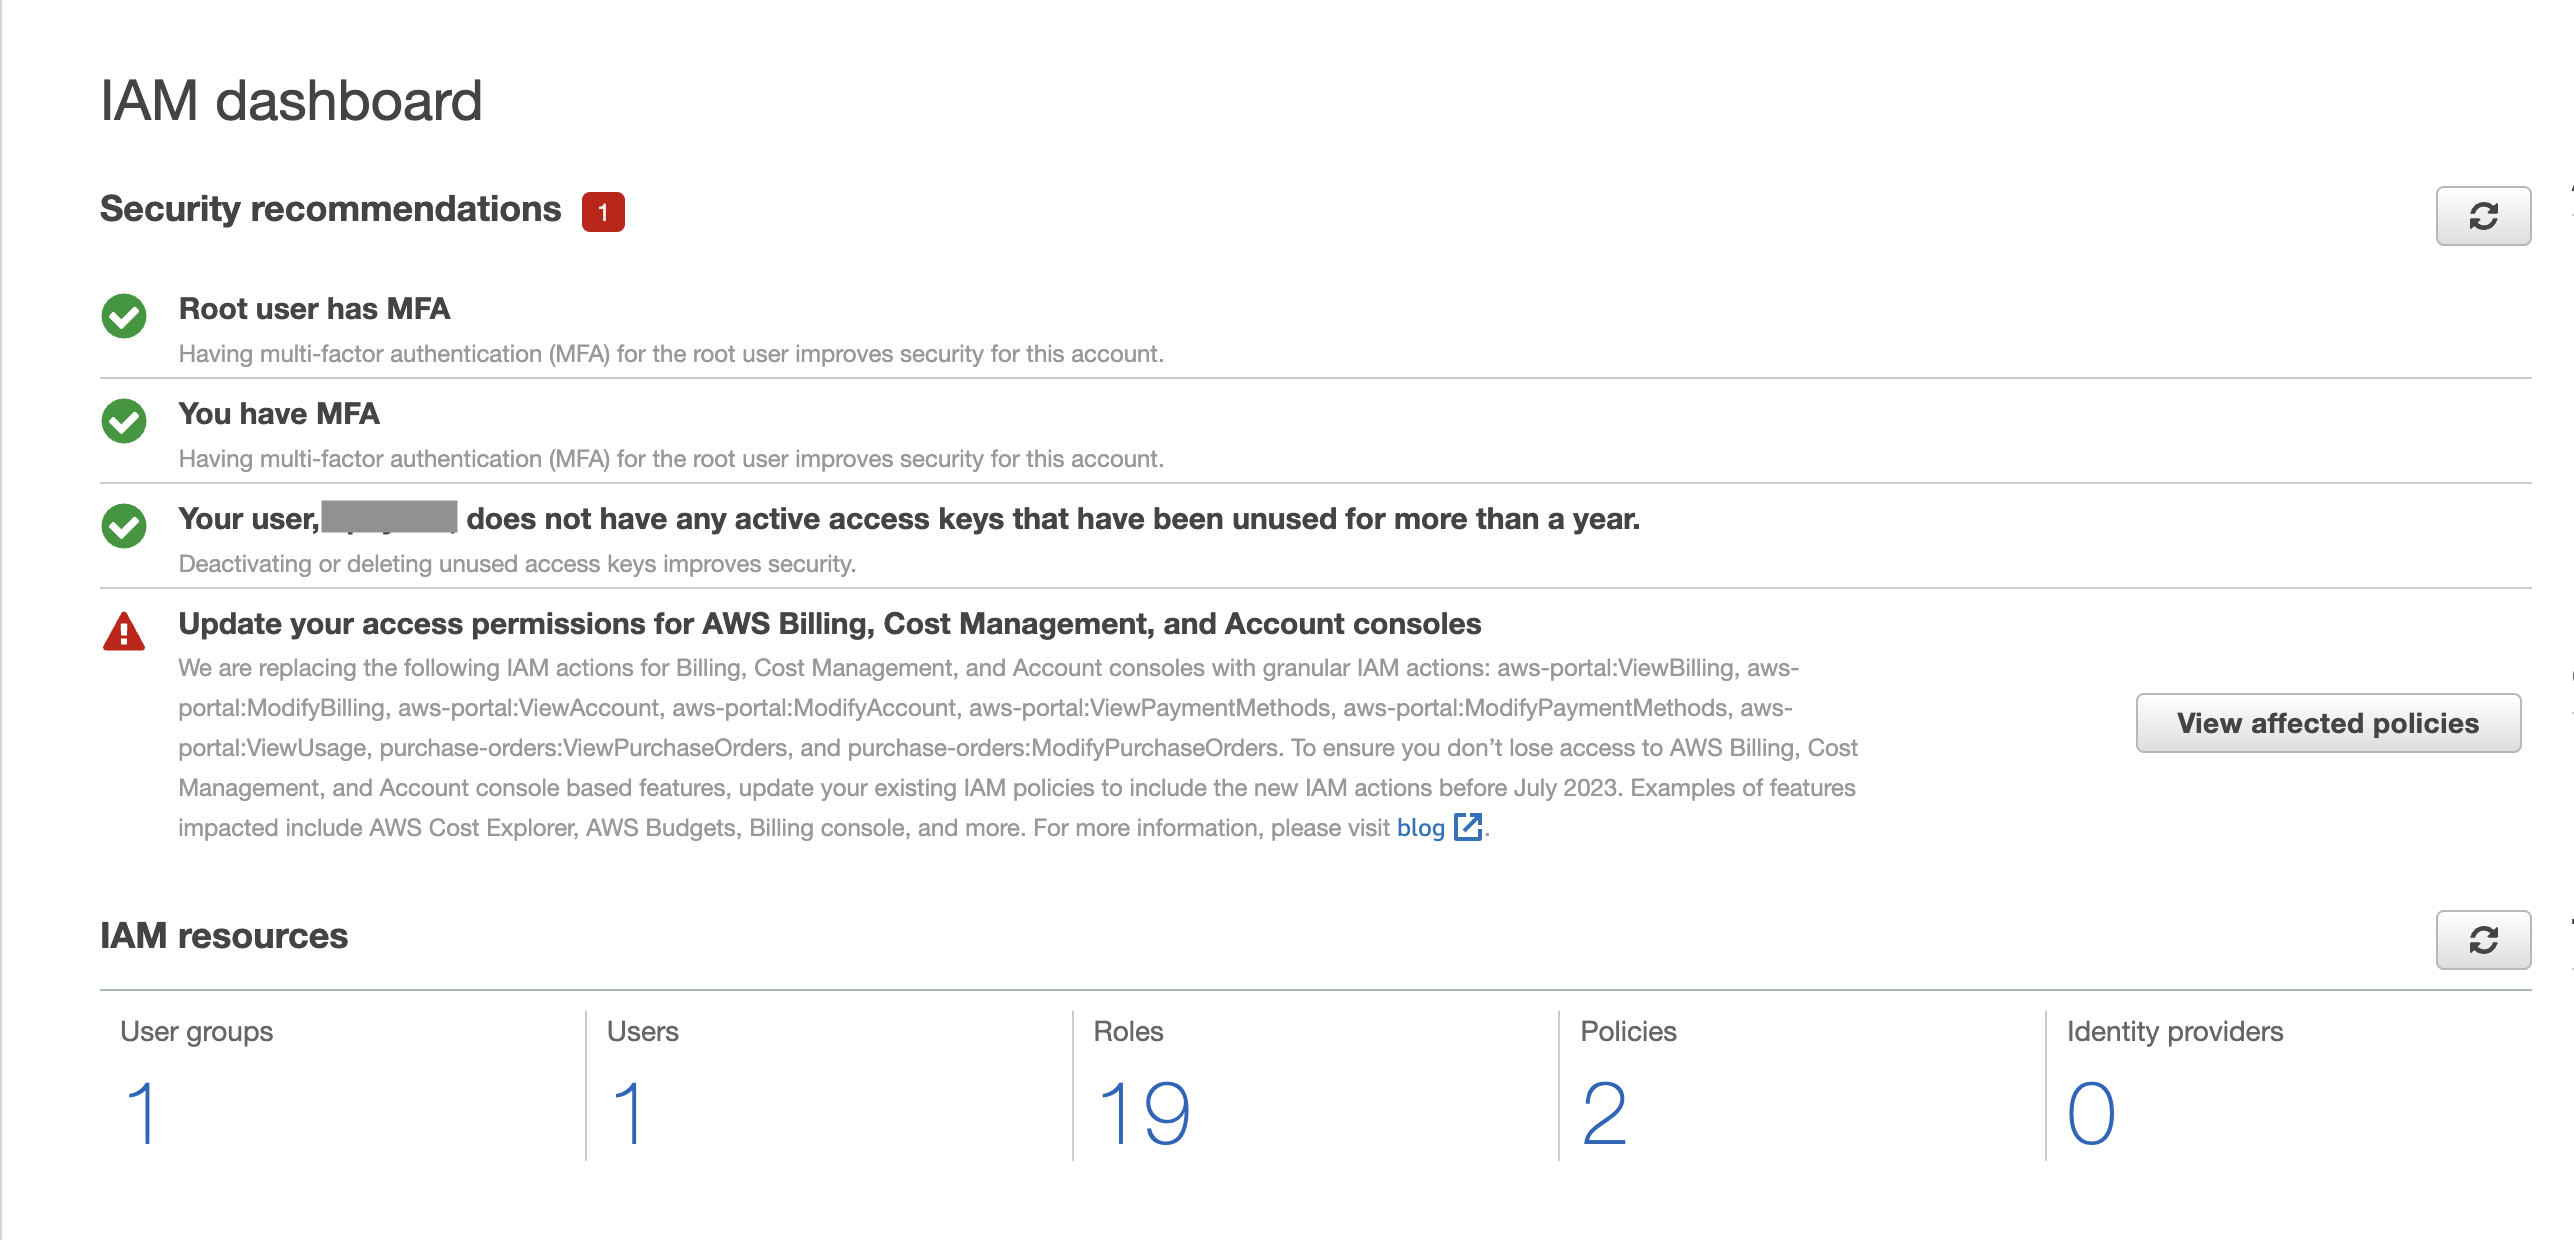 IAM dashboard
Security recommendations 1
Root user has MFA
Having multi-factor authentication (MFA) for the root user improves security for this account.
You have MFA
Having multi-factor authentication (MFA) for the root user improves security for this account.
Your user, does not have any active access keys that have been unused for more than a year.
Deactivating or deleting unused access keys improves security.
Update your access permissions for AWS Billing, Cost Management, and Account consoles
We are replacing the following IAM actions for Billing, Cost Management, and Account consoles with granular IAM actions: aws-
portal:ModifyBilling, aws-portal:ViewAccount, aws-portal:ModifyAccount, aws-portal:ViewPaymentMethods, aws-portal:ModifyPaymentMethods, aws-
portal:ViewUsage, purchase-orders:ViewPurchaseOrders, and purchase-orders:ModifyPurchaseOrders. To ensure you don't lose access to AWS Billing, Cost
Management, and Account console based features, update your existing IAM policies to include the new IAM actions before July 2023. Examples of features
impacted include AWS Cost Explorer, AWS Budgets, Billing console, and more. For more information, please visit blog.
View affected policies
IAM resources
User groups
1
Users
1
Roles
19
Policies
2
Identity providers
0